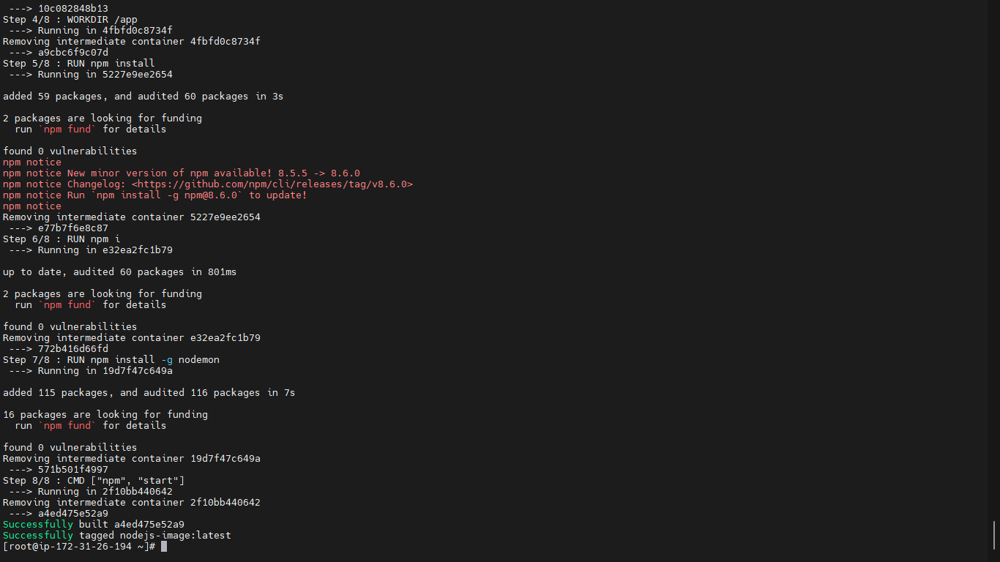 ---> 10c082848b13
Step 4/8 : WORKDIR /app
 ---> Running in 4fbfd0c8734f
Removing intermediate container 4fbfd0c8734f
 ---> a9cbc6f9c07d
Step 5/8 : RUN npm install
 ---> Running in 5227e9ee2654

added 59 packages, and audited 60 packages in 3s

2 packages are looking for funding
  run `npm fund` for details

found 0 vulnerabilities
npm notice
npm notice New minor version of npm available! 8.5.5 -> 8.6.0
npm notice Changelog: <https://github.com/npm/cli/releases/tag/v8.6.0>
npm notice Run `npm install -g npm@8.6.0` to update!
npm notice
Removing intermediate container 5227e9ee2654
 ---> e77b7f6e8c87
Step 6/8 : RUN npm i
 ---> Running in e32ea2fc1b79

up to date, audited 60 packages in 801ms

2 packages are looking for funding
  run `npm fund` for details

found 0 vulnerabilities
Removing intermediate container e32ea2fc1b79
 ---> 772b416d66fd
Step 7/8 : RUN npm install -g nodemon
 ---> Running in 19d7f47c649a

added 115 packages, and audited 116 packages in 7s

16 packages are looking for funding
  run `npm fund` for details

found 0 vulnerabilities
Removing intermediate container 19d7f47c649a
 ---> 571b501f4997
Step 8/8 : CMD ["npm", "start"]
 ---> Running in 2f10bb440642
Removing intermediate container 2f10bb440642
 ---> a4ed475e52a9
Successfully built a4ed475e52a9
Successfully tagged nodejs-image:latest
[root@ip-172-31-26-194 ~]#